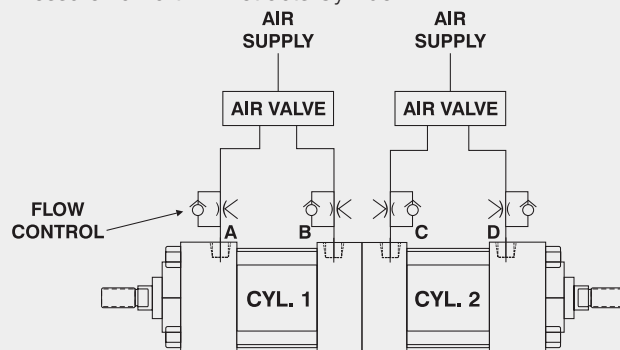 AIR
SUPPLY
AIR
SUPPLY
AIR VALVE
AIR VALVE
FLOW
CONTROL
A
B
C
D
CYL. 1
CYL. 2